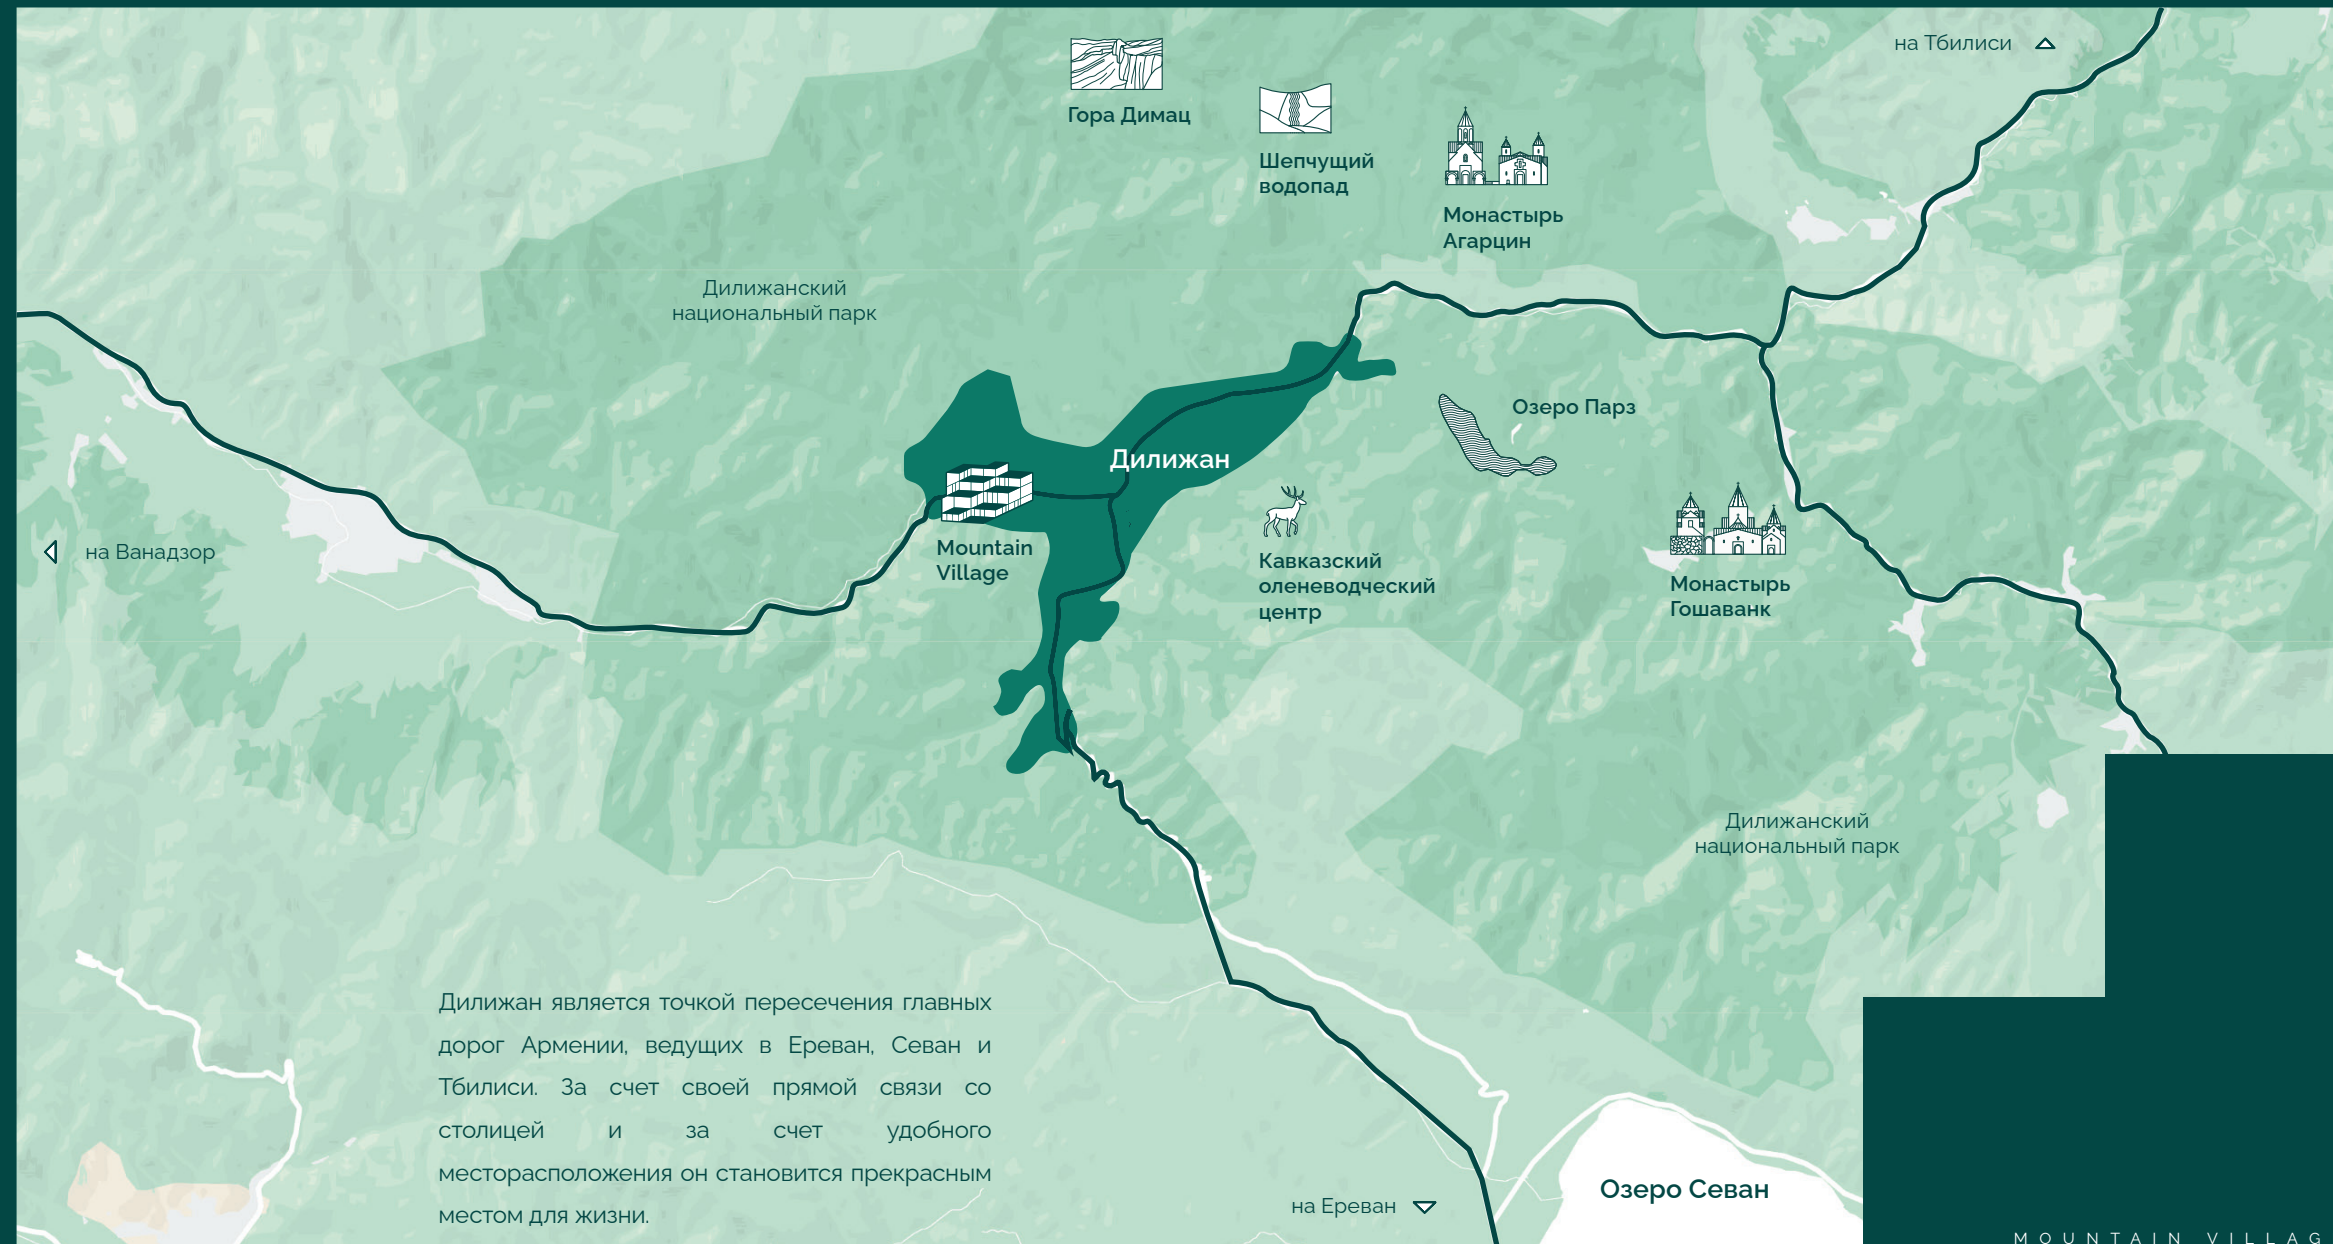 на Тбилиси
Гора Димац
Шепчущий
водопад
Монастырь
Агарцин
Дилижанский
национальный парк
Озеро Парз
Дилижан
на Ванадзор
Mountain
Village
Кавказский
оленеводческий
центр
Монастырь
Гошаванк
Дилижанский
национальный парк
Дилижан является точкой пересечения главных
дорог Армении, ведущих в Ереван, Севан и
Тбилиси. За счет своей прямой связи со
столицей и за счет удобного
месторасположения он становится прекрасным
местом для жизни.
на Ереван
Озеро Севан
MOUNTAIN VILLAG